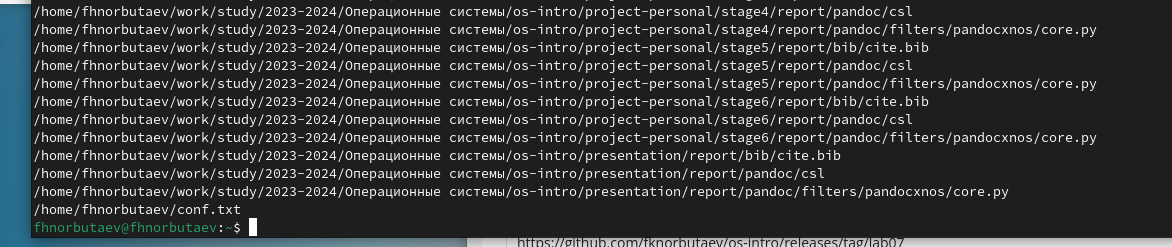 /home/fhnorbutaev/work/study/2023-2024/Операционные системы/os-intro/project-personal/stage4/report/pandoc/csl
/home/fhnorbutaev/work/study/2023-2024/Операционные системы/os-intro/project-personal/stage4/report/pandoc/filters/pandocxnos/core.py
/home/fhnorbutaev/work/study/2023-2024/Операционные системы/os-intro/project-personal/stage5/report/bib/cite.bib
/home/fhnorbutaev/work/study/2023-2024/Операционные системы/os-intro/project-personal/stage5/report/pandoc/csl
/home/fhnorbutaev/work/study/2023-2024/Операционные системы/os-intro/project-personal/stage5/report/pandoc/filters/pandocxnos/core.py
/home/fhnorbutaev/work/study/2023-2024/Операционные системы/os-intro/project-personal/stage6/report/bib/cite.bib
/home/fhnorbutaev/work/study/2023-2024/Операционные системы/os-intro/project-personal/stage6/report/pandoc/csl
/home/fhnorbutaev/work/study/2023-2024/Операционные системы/os-intro/project-personal/stage6/report/pandoc/filters/pandocxnos/core.py
/home/fhnorbutaev/work/study/2023-2024/Операционные системы/os-intro/presentation/report/bib/cite.bib
/home/fhnorbutaev/work/study/2023-2024/Операционные системы/os-intro/presentation/report/pandoc/csl
/home/fhnorbutaev/work/study/2023-2024/Операционные системы/os-intro/presentation/report/pandoc/filters/pandocxnos/core.py
/home/fhnorbutaev/conf.txt
fhnorbutaev@fhnorbutaev:~$
https://github.com/fknorbutaev/os-intro/releases/tag/lab07